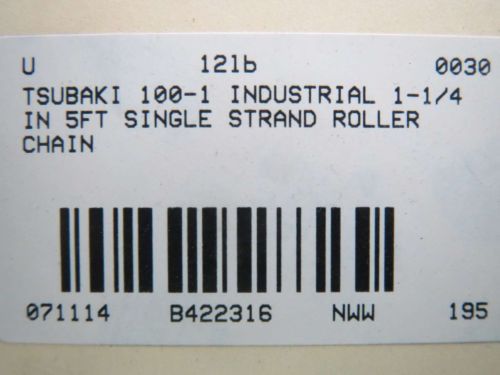 U 12lb 0030
TSUBAKI 100-1 INDUSTRIAL 1-1/4
IN 5FT SINGLE STRAND ROLLER
CHAIN
071114 B422316 NWW 195